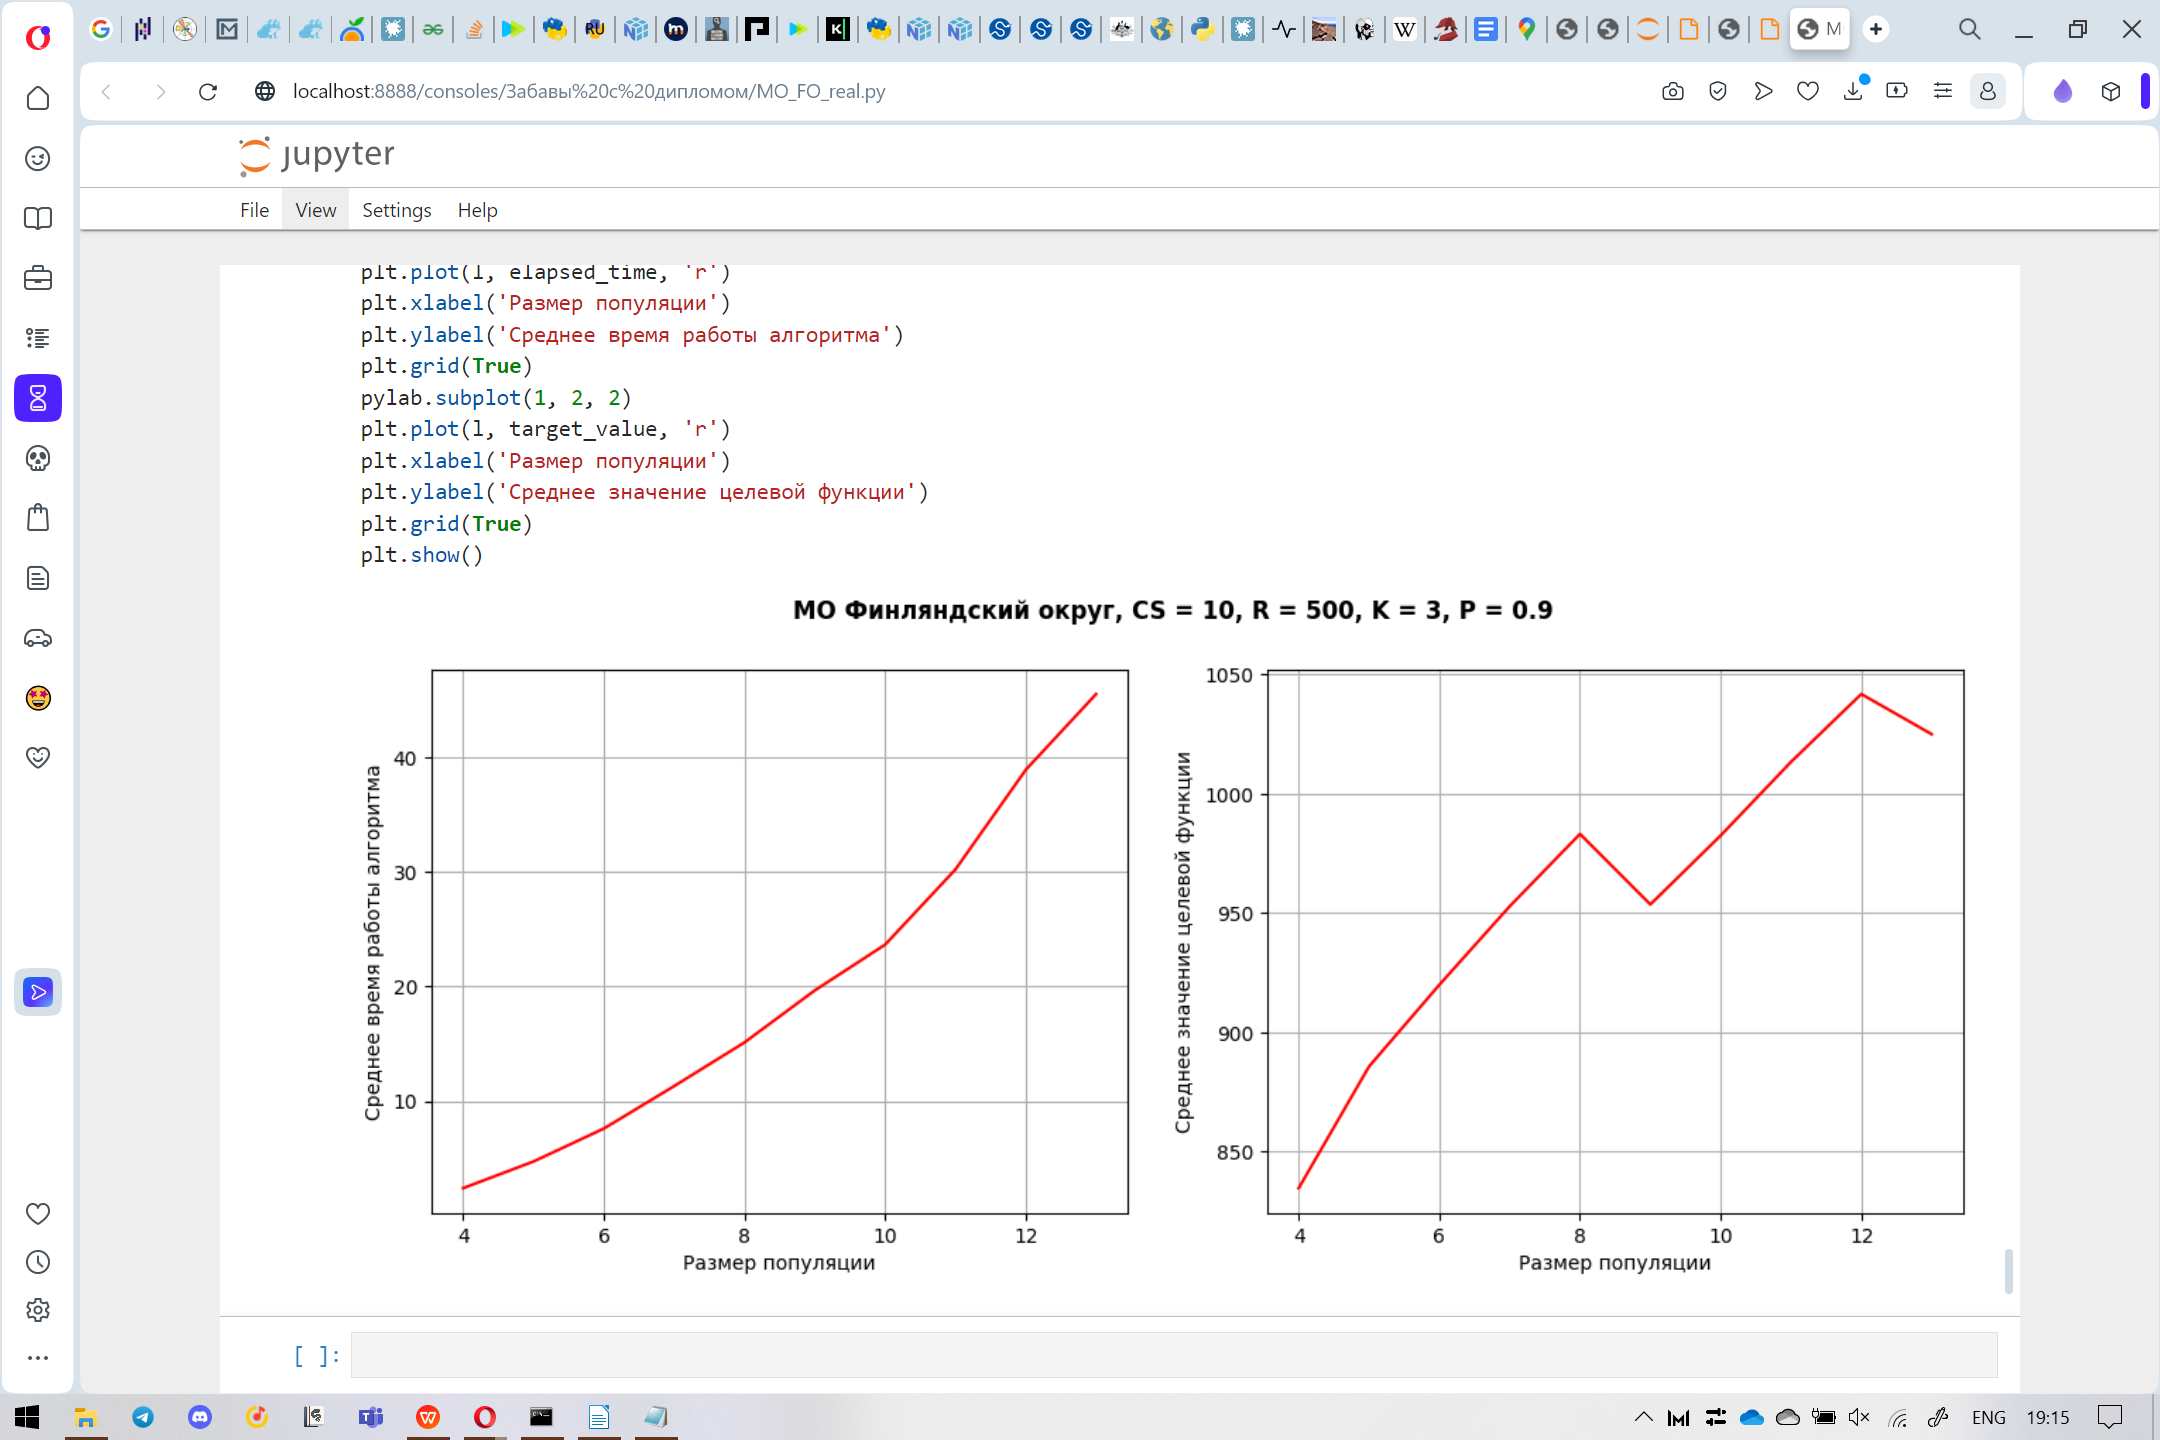 M
localhost:8888/consoles/Забавы%20с%20дипломом/MO_FO_real.py
jupyter
File View Settings Help
plt.plot(l, elapsed_time, 'r')
plt.xlabel('Размер популяции')
plt.ylabel('Среднее время работы алгоритма')
plt.grid(True)
pylab.subplot(1, 2, 2)
plt.plot(l, target_value, 'r')
plt.xlabel('Размер популяции')
plt.ylabel('Среднее значение целевой функции')
plt.grid(True)
plt.show()
МО Финляндский округ, CS = 10, R = 500, K = 3, P = 0.9
Среднее время работы алгоритма
40
30
20
10
4 6 8 10 12
Размер популяции
Среднее значение целевой функции
1050
1000
950
900
850
4 6 8 10 12
Размер популяции
[ ]:
ENG 19:15